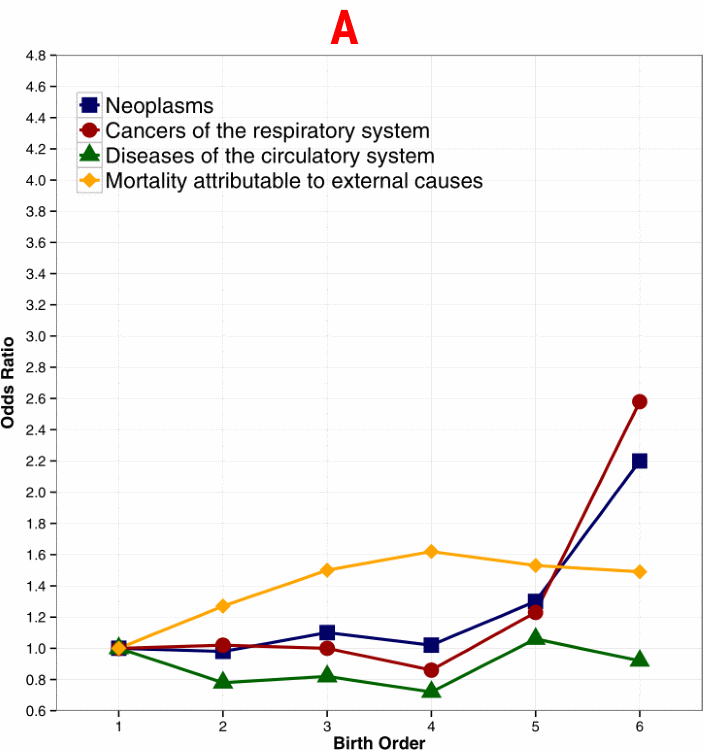 A
4.8
4.6
4.4
4.2
4.0
3.8
3.6
3.4
3.2
3.0
2.8
2.6
2.4
2.2
2.0
1.8
1.6
1.4
1.2
1.0
0.8
0.6
Neoplasms
Cancers of the respiratory system
Diseases of the circulatory system
Mortality attributable to external causes
Odds Ratio
1 2 3 4 5 6
Birth Order